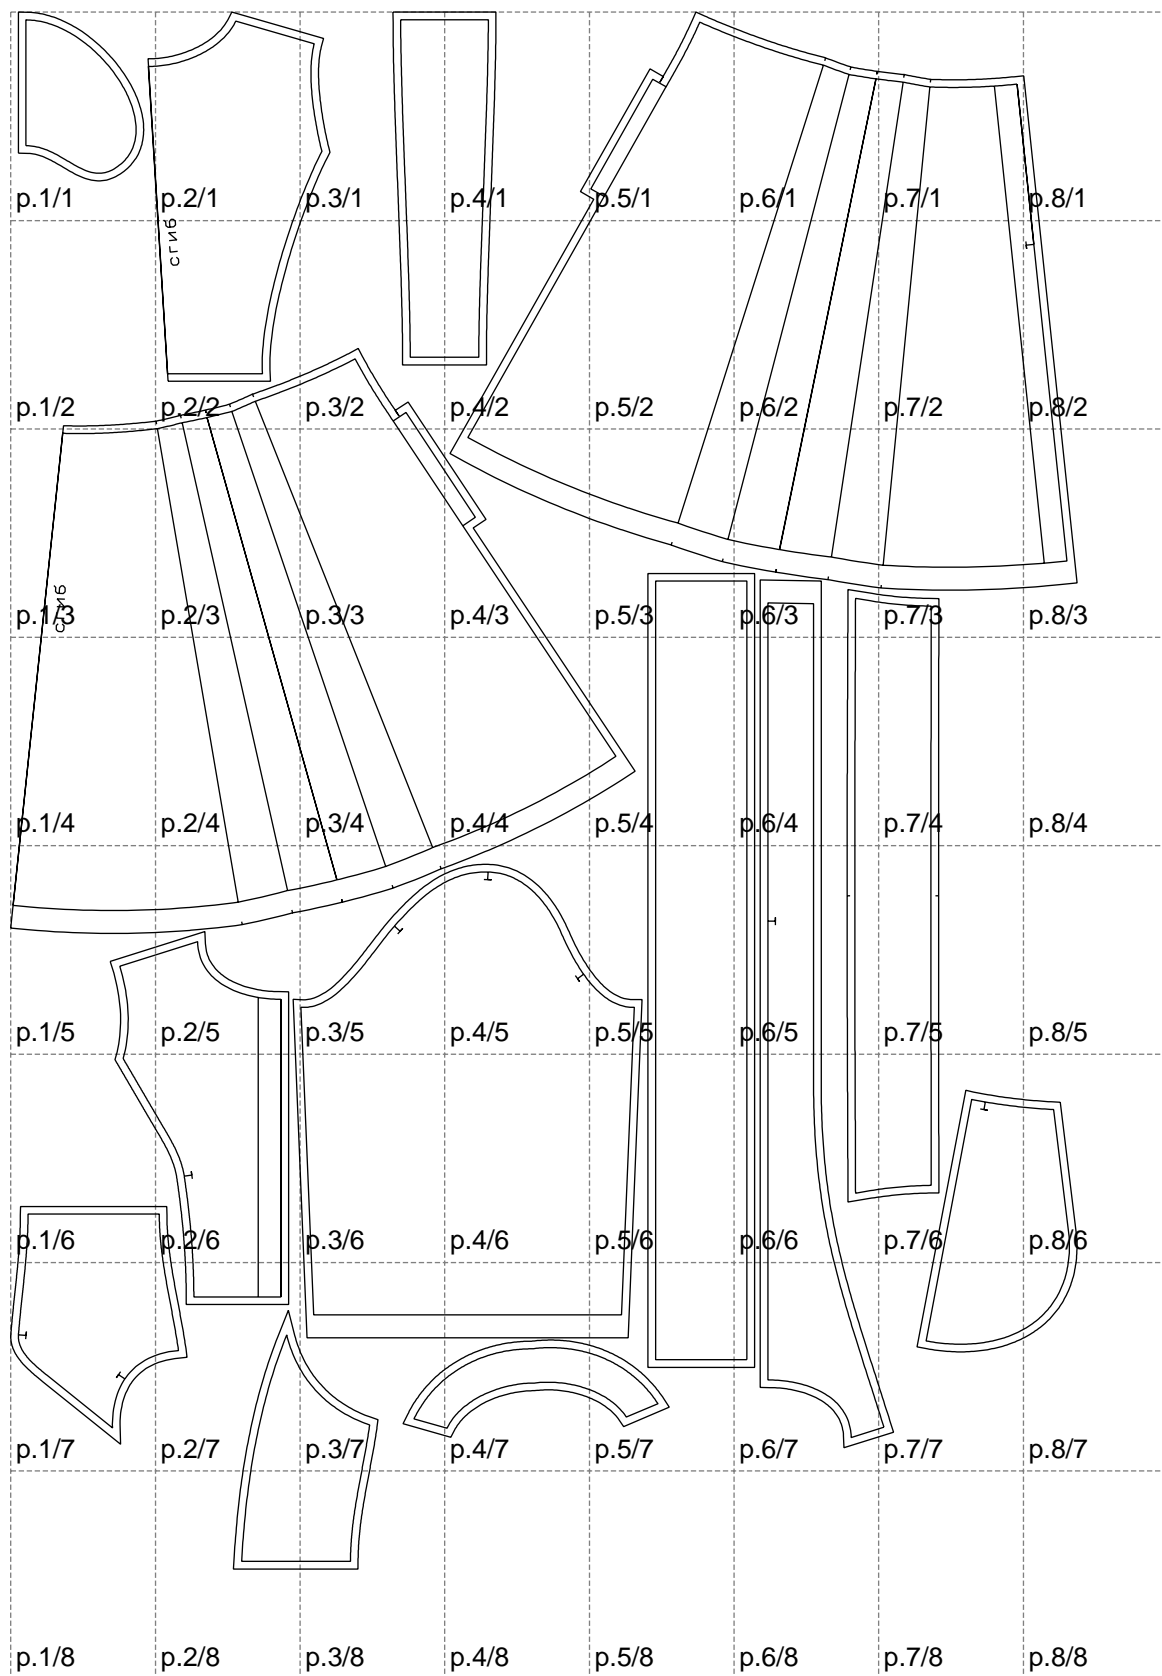 p.1/1 p.2/1 p.3/1 p.4/1 p.5/1 p.6/1 p.7/1 p.8/1
сгиб
p.1/2 p.2/2 p.3/2 p.4/2 p.5/2 p.6/2 p.7/2 p.8/2
сгиб
p.1/3 p.2/3 p.3/3 p.4/3 p.5/3 p.6/3 p.7/3 p.8/3
p.1/4 p.2/4 p.3/4 p.4/4 p.5/4 p.6/4 p.7/4 p.8/4
p.1/5 p.2/5 p.3/5 p.4/5 p.5/5 p.6/5 p.7/5 p.8/5
p.1/6 p.2/6 p.3/6 p.4/6 p.5/6 p.6/6 p.7/6 p.8/6
p.1/7 p.2/7 p.3/7 p.4/7 p.5/7 p.6/7 p.7/7 p.8/7
p.1/8 p.2/8 p.3/8 p.4/8 p.5/8 p.6/8 p.7/8 p.8/8